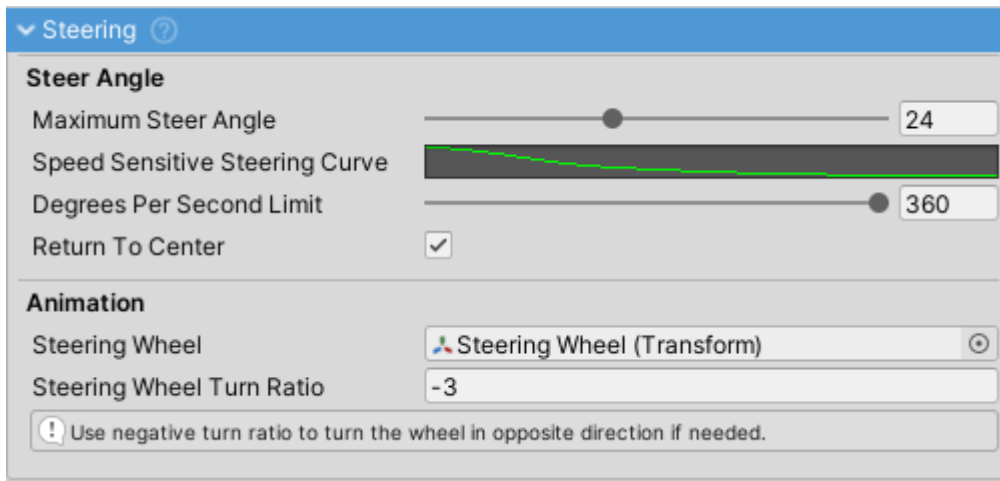 Steering
Steer Angle
Maximum Steer Angle 24
Speed Sensitive Steering Curve
Degrees Per Second Limit 360
Return To Center
Animation
Steering Wheel Steering Wheel (Transform)
Steering Wheel Turn Ratio -3
Use negative turn ratio to turn the wheel in opposite direction if needed.